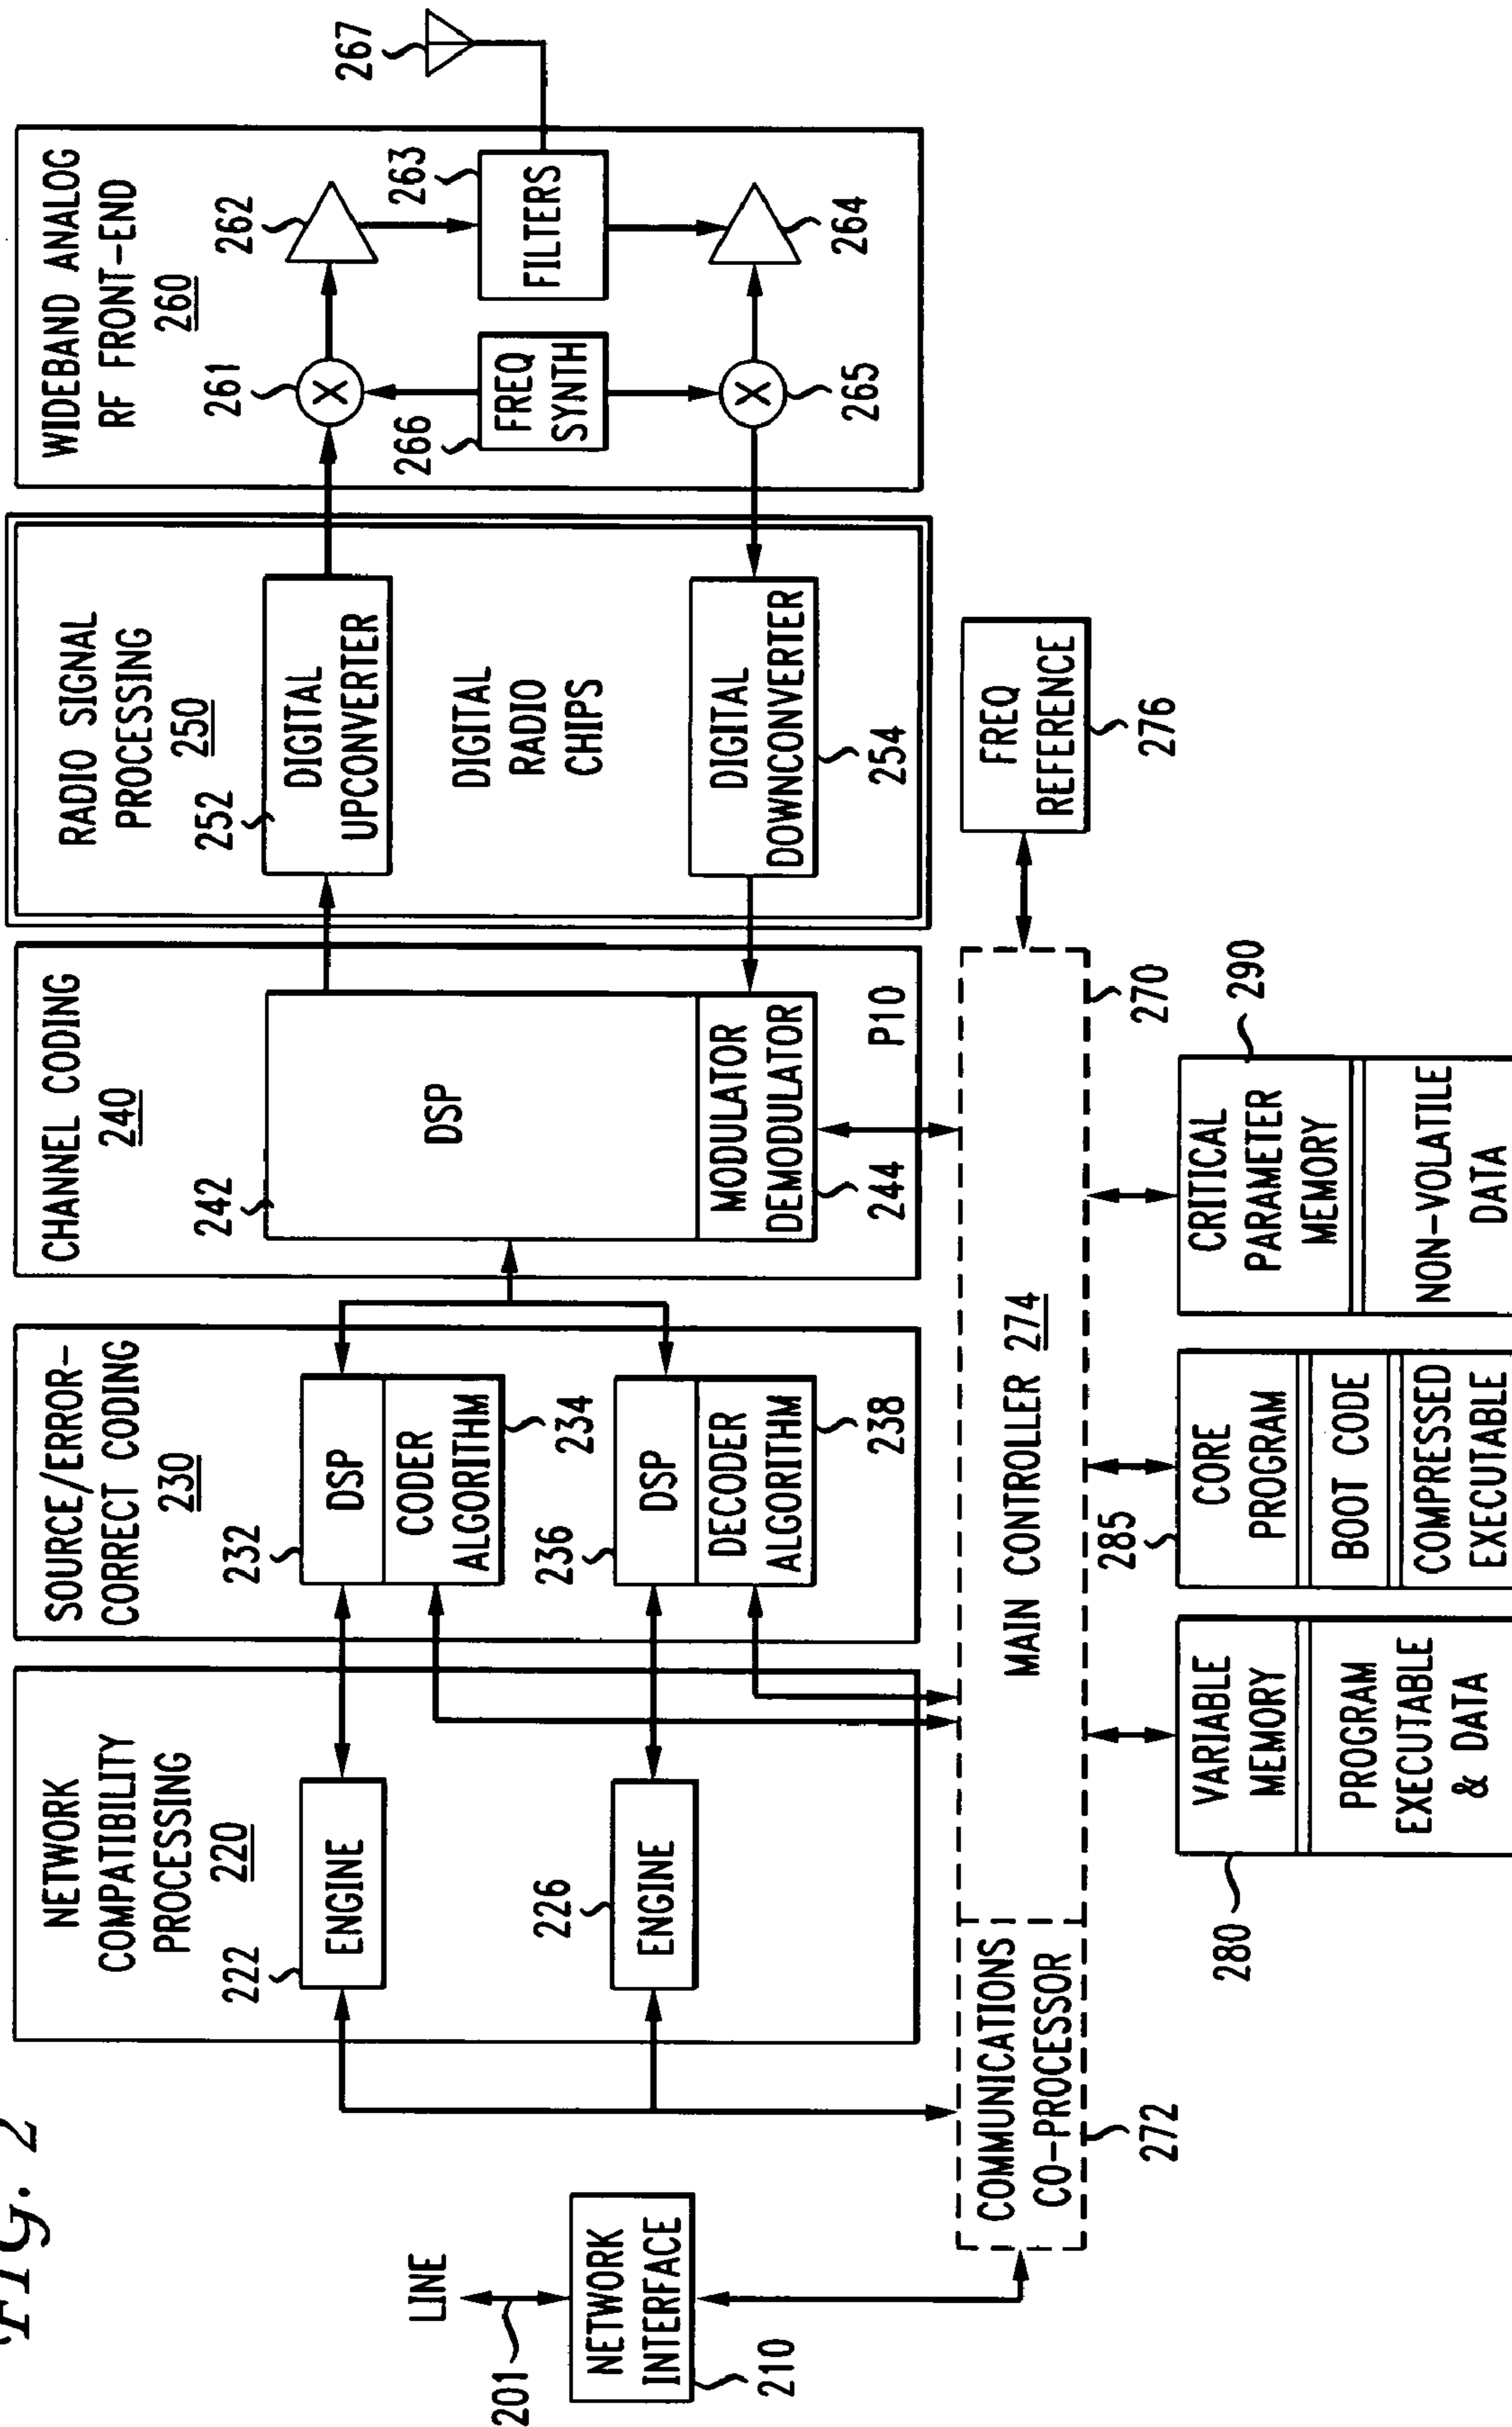 FIG. 2
LINE
201
NETWORK
INTERFACE
210
NETWORK
COMPATIBILITY
PROCESSING
220
222
ENGINE
226
ENGINE
SOURCE/ERROR-
CORRECT CODING
230
232
DSP
CODER
ALGORITHM
234
236
DSP
DECODER
ALGORITHM
238
CHANNEL CODING
240
242
DSP
MODULATOR
DEMODULATOR
244
P10
RADIO SIGNAL
PROCESSING
250
252
DIGITAL
UPCONVERTER
DIGITAL
RADIO
CHIPS
DIGITAL
DOWNCONVERTER
254
WIDEBAND ANALOG
RF FRONT-END
260
261
X
262
263
FILTERS
266
FREQ
SYNTH
X
265
264
267
COMMUNICATIONS
CO-PROCESSOR
272
MAIN CONTROLLER 274
270
FREQ
REFERENCE
276
280
VARIABLE
MEMORY
PROGRAM
EXECUTABLE
& DATA
285
CORE
PROGRAM
BOOT CODE
COMPRESSED
EXECUTABLE
290
CRITICAL
PARAMETER
MEMORY
NON-VOLATILE
DATA